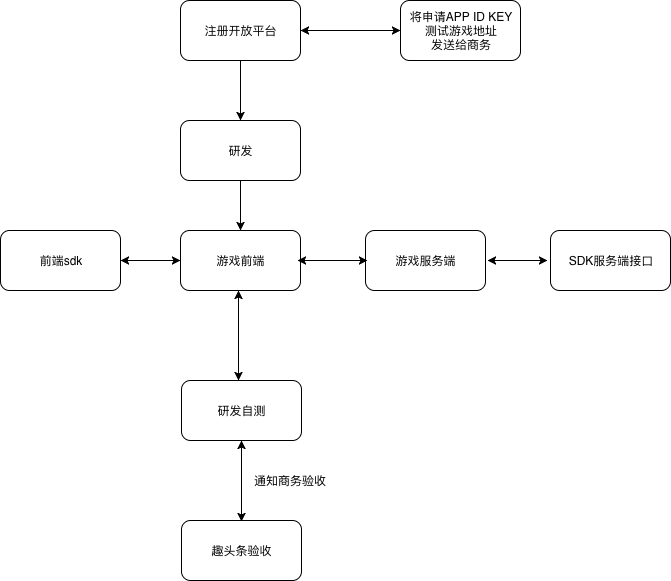 注册开放平台
将申请APP ID KEY
测试游戏地址
发送给商务
研发
前端sdk
游戏前端
游戏服务端
SDK服务端接口
研发自测
通知商务验收
趣头条验收